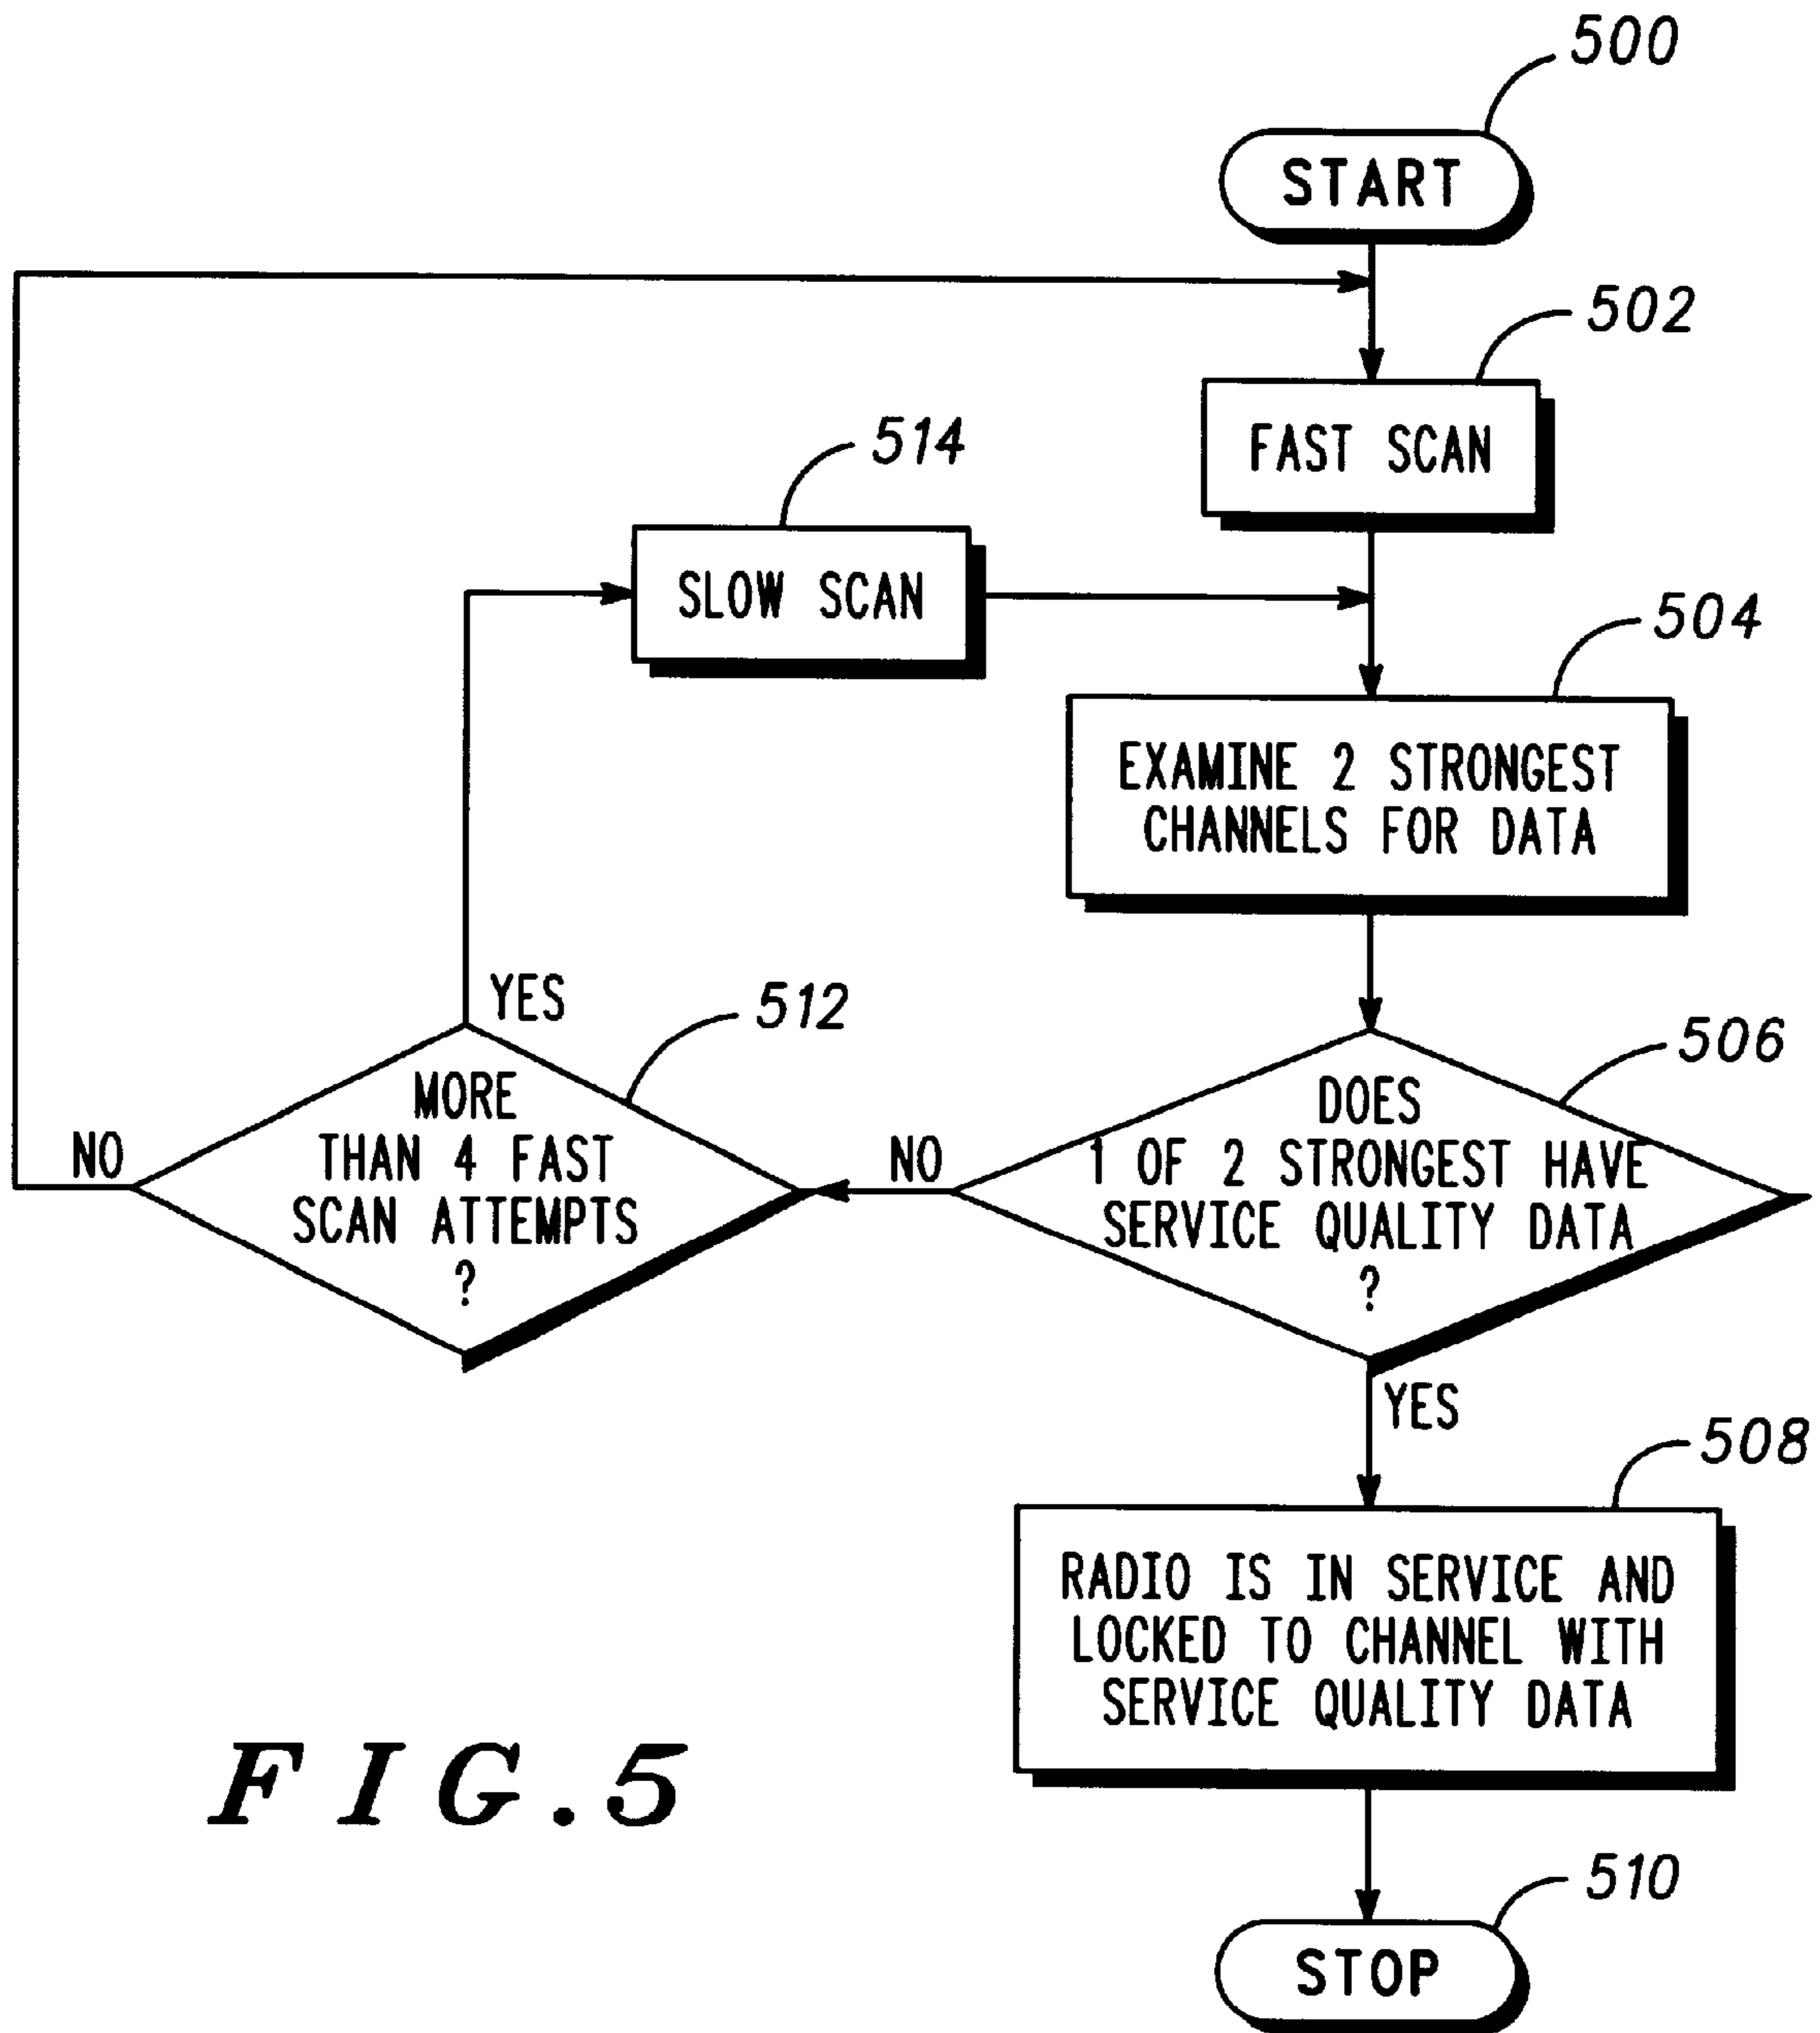 500
START
502
FAST SCAN
514
SLOW SCAN
504
EXAMINE 2 STRONGEST
CHANNELS FOR DATA
YES
512
MORE
THAN 4 FAST
SCAN ATTEMPTS
?
NO
NO
506
DOES
1 OF 2 STRONGEST HAVE
SERVICE QUALITY DATA
?
YES
508
RADIO IS IN SERVICE AND
LOCKED TO CHANNEL WITH
SERVICE QUALITY DATA
510
STOP
FIG.5